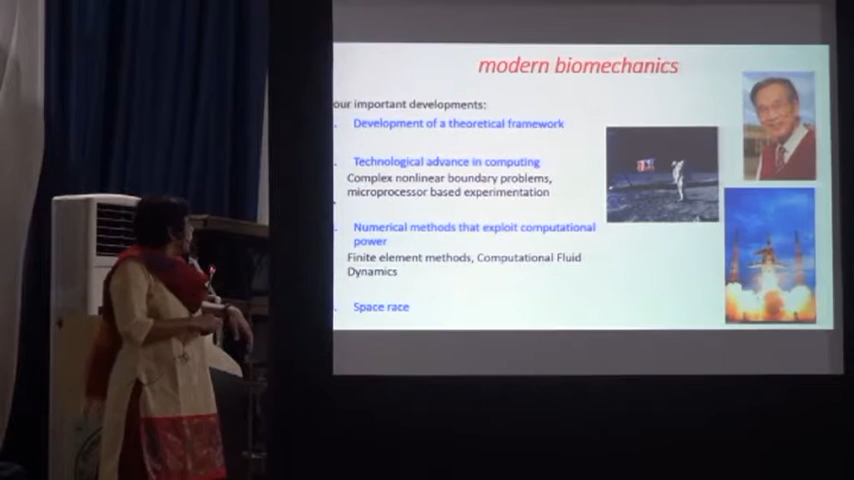 modern biomechanics
our important developments:
Development of a theoretical framework
Technological advance in computing
Complex nonlinear boundary problems,
microprocessor based experimentation
Numerical methods that exploit computational
power
Finite element methods, Computational Fluid
Dynamics
Space race